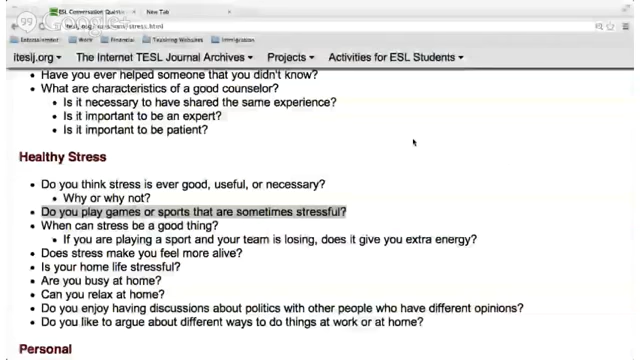 ESL Conversation Questi
New Tab
Entertainment Work Financial Teaching Websites Immigration
iteslj.org The Internet TESL Journal Archives Projects Activities for ESL Students
Have you ever helped someone that you didn't know?
What are characteristics of a good counselor?
Is it necessary to have shared the same experience?
Is it important to be an expert?
Is it important to be patient?
Healthy Stress
Do you think stress is ever good, useful, or necessary?
Why or why not?
Do you play games or sports that are sometimes stressful?
When can stress be a good thing?
If you are playing a sport and your team is losing, does it give you extra energy?
Does stress make you feel more alive?
Is your home life stressful?
Are you busy at home?
Can you relax at home?
Do you enjoy having discussions about politics with other people who have different opinions?
Do you like to argue about different ways to do things at work or at home?
Personal